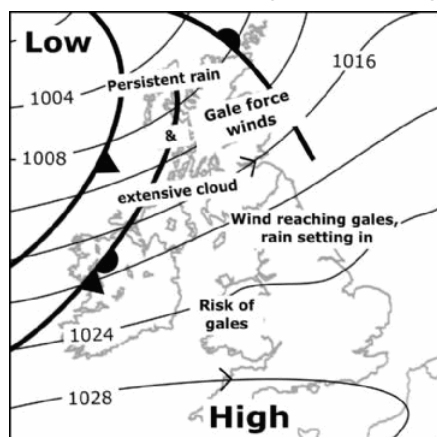 Low
1016
Persistent rain
1004
Gale force
winds
&
1008
extensive cloud
Wind reaching gales,
rain setting in
Risk of
gales
1024
1028
High